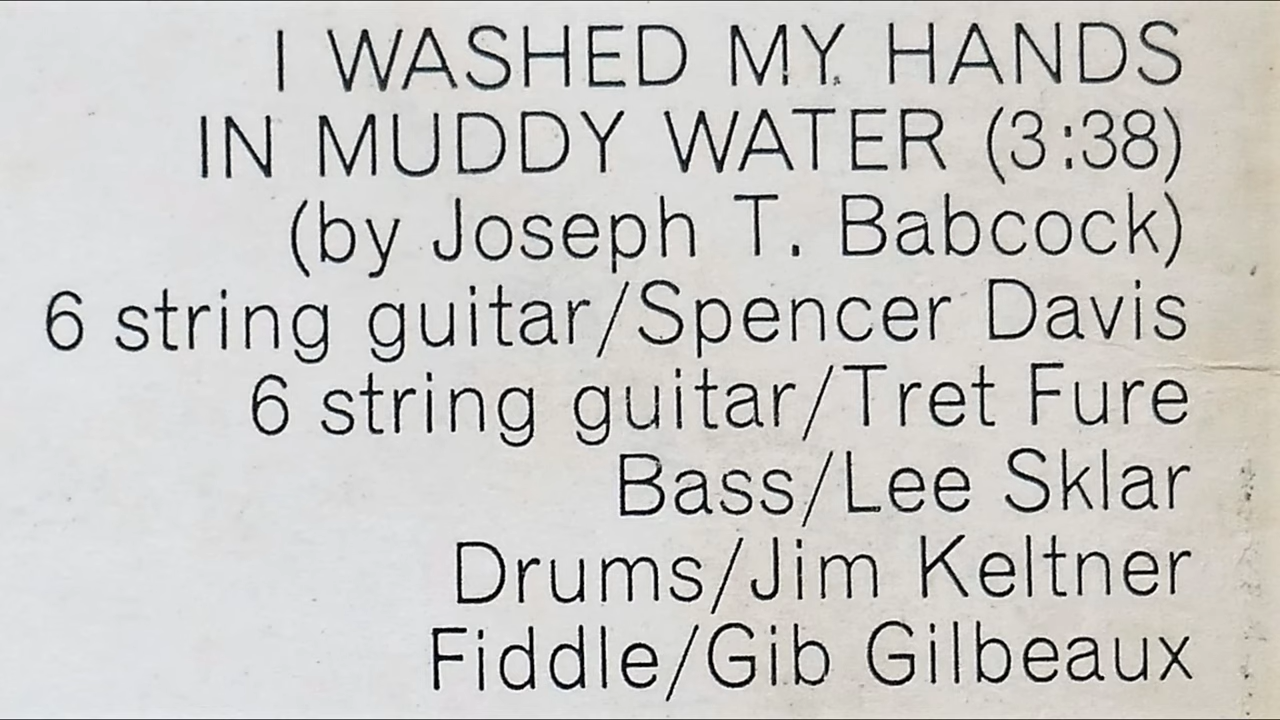 I WASHED MY HANDS
IN MUDDY WATER (3:38)
(by Joseph T. Babcock)
6 string guitar/Spencer Davis
6 string guitar/Tret Fure
Bass/Lee Sklar
Drums/Jim Keltner
Fiddle/Gib Gilbeaux